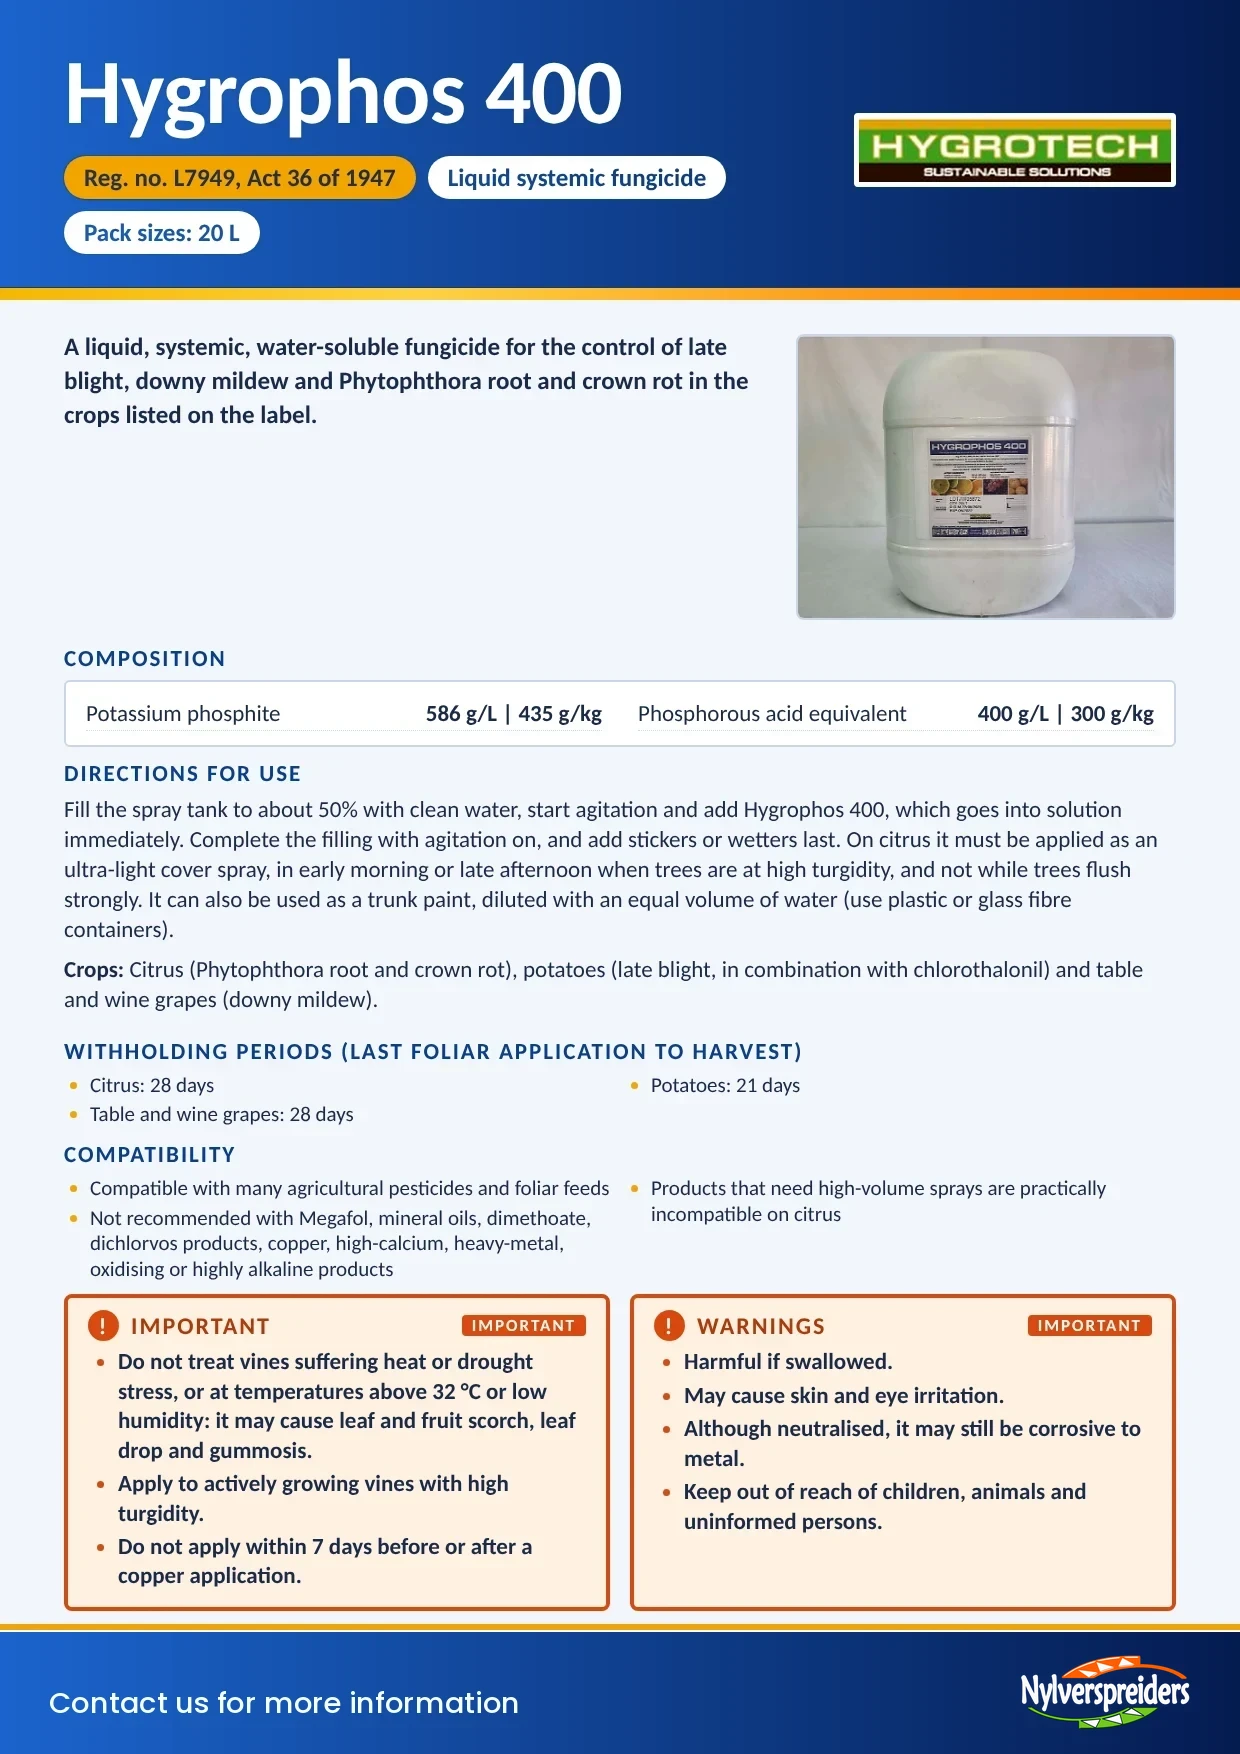 Hygrophos 400
Reg. no. L7949, Act 36 of 1947
Liquid systemic fungicide
Pack sizes: 20 L
HYGROTECH
SUSTAINABLE SOLUTIONS
A liquid, systemic, water-soluble fungicide for the control of late
blight, downy mildew and Phytophthora root and crown rot in the
crops listed on the label.
HYGROPHOS 400
COMPOSITION
Potassium phosphite 586 g/L | 435 g/kg
Phosphorous acid equivalent 400 g/L | 300 g/kg
DIRECTIONS FOR USE
Fill the spray tank to about 50% with clean water, start agitation and add Hygrophos 400, which goes into solution
immediately. Complete the filling with agitation on, and add stickers or wetters last. On citrus it must be applied as an
ultra-light cover spray, in early morning or late afternoon when trees are at high turgidity, and not while trees flush
strongly. It can also be used as a trunk paint, diluted with an equal volume of water (use plastic or glass fibre
containers).
Crops: Citrus (Phytophthora root and crown rot), potatoes (late blight, in combination with chlorothalonil) and table
and wine grapes (downy mildew).
WITHHOLDING PERIODS (LAST FOLIAR APPLICATION TO HARVEST)
• Citrus: 28 days
• Table and wine grapes: 28 days
• Potatoes: 21 days
COMPATIBILITY
• Compatible with many agricultural pesticides and foliar feeds
• Not recommended with Megafol, mineral oils, dimethoate,
dichlorvos products, copper, high-calcium, heavy-metal,
oxidising or highly alkaline products
• Products that need high-volume sprays are practically
incompatible on citrus
! IMPORTANT IMPORTANT
• Do not treat vines suffering heat or drought
stress, or at temperatures above 32 °C or low
humidity: it may cause leaf and fruit scorch, leaf
drop and gummosis.
• Apply to actively growing vines with high
turgidity.
• Do not apply within 7 days before or after a
copper application.
! WARNINGS IMPORTANT
• Harmful if swallowed.
• May cause skin and eye irritation.
• Although neutralised, it may still be corrosive to
metal.
• Keep out of reach of children, animals and
uninformed persons.
Contact us for more information
Nylverspreiders